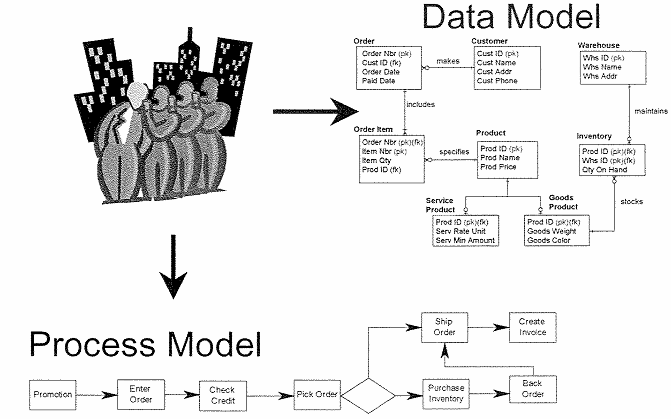 Data Model
Order
Order Nbr (pk)
Cust ID (fk)
Order Date
Paid Date
makes
Customer
Cust ID (pk)
Cust Name
Cust Addr
Cust Phone
Warehouse
Whs ID (pk)
Whs Name
Whs Addr
includes
maintains
Order Item
Order Nbr (pk)(fk)
Item Nbr (pk)
Item Qty
Prod ID (fk)
specifies
Product
Prod ID (pk)
Prod Name
Prod Price
Inventory
Prod ID (pk)(fk)
Whs ID (pk)(fk)
Qty On Hand
stocks
Service
Product
Prod ID (pk)(fk)
Serv Rate Unit
Serv Min Amount
Goods
Product
Prod ID (pk)(fk)
Goods Weight
Goods Color
Process Model
Promotion
Enter
Order
Check
Credit
Pick Order
Ship
Order
Create
Invoice
Purchase
Inventory
Back
Order